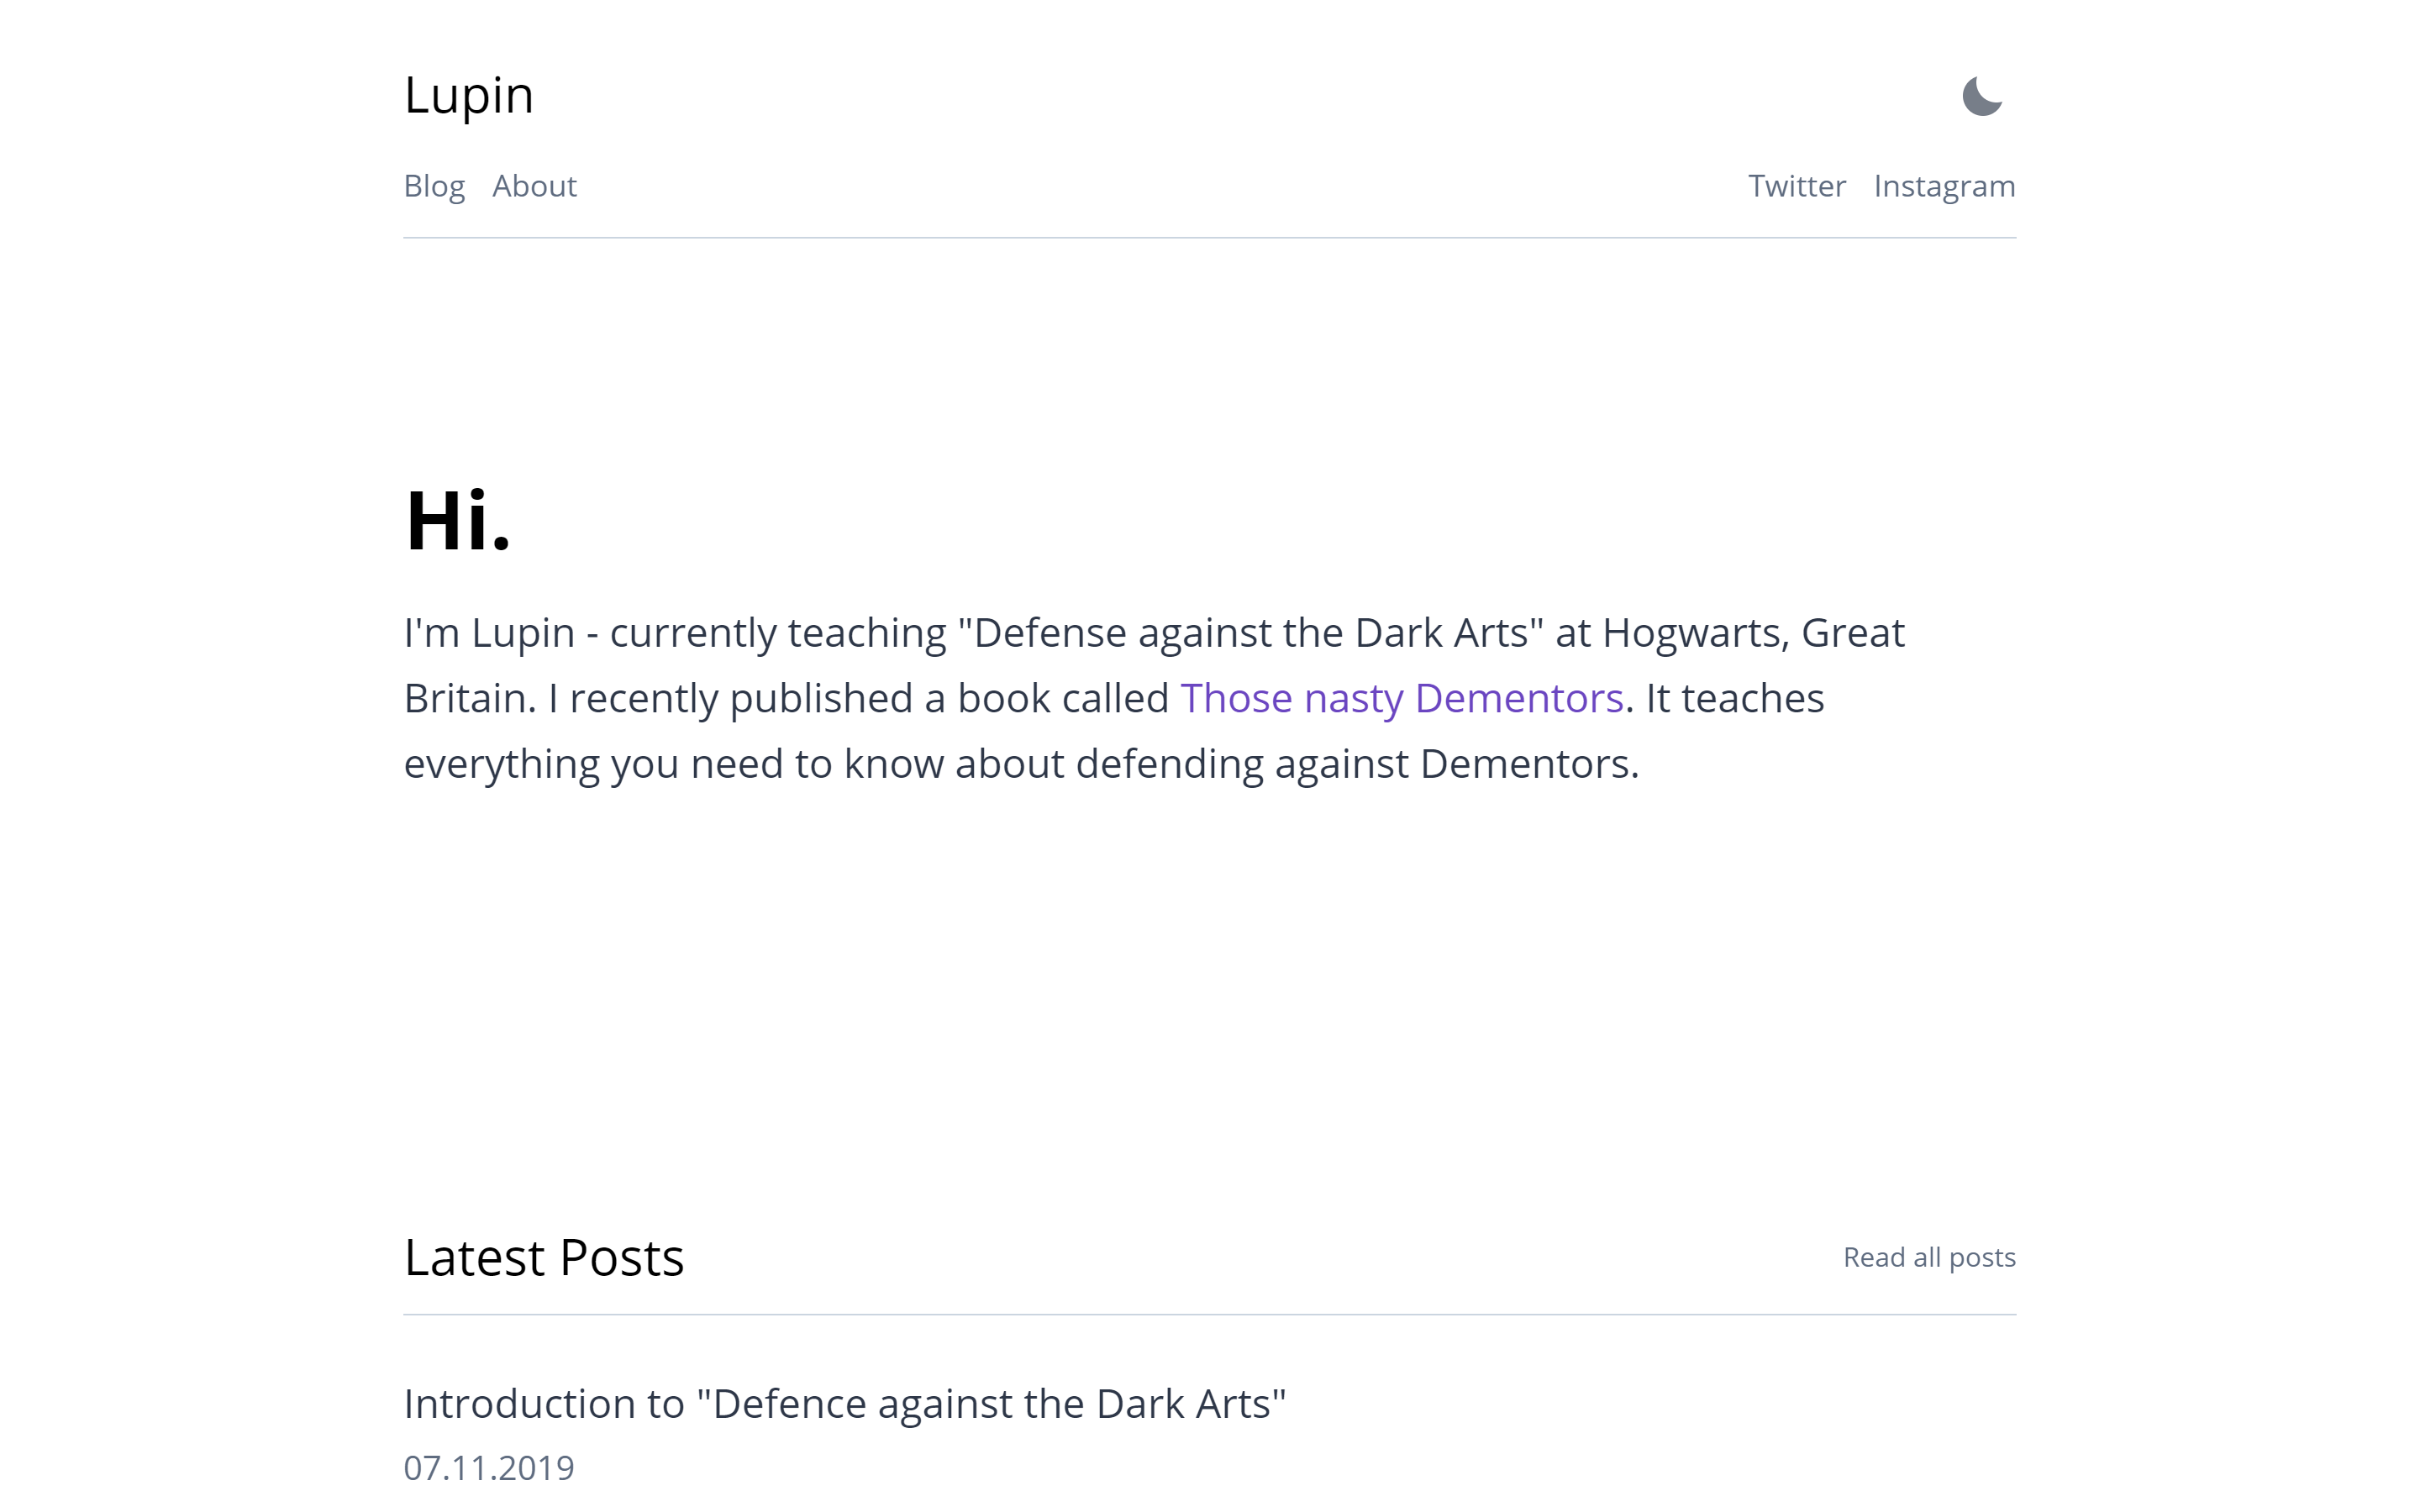 Lupin
Blog About Twitter Instagram
Hi.
I'm Lupin - currently teaching "Defense against the Dark Arts" at Hogwarts, Great
Britain. I recently published a book called Those nasty Dementors. It teaches
everything you need to know about defending against Dementors.
Latest Posts Read all posts
Introduction to "Defence against the Dark Arts"
07.11.2019